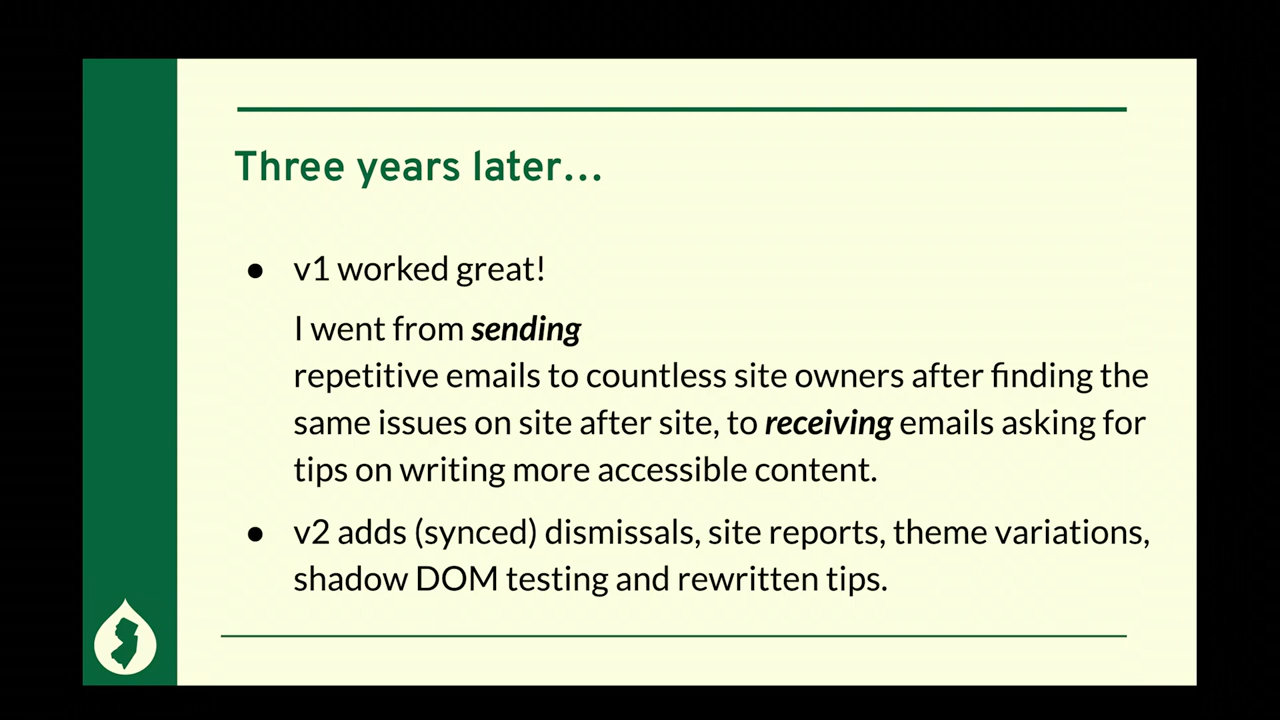 Three years later...
● v1 worked great!
I went from sending
repetitive emails to countless site owners after finding the
same issues on site after site, to receiving emails asking for
tips on writing more accessible content.
● v2 adds (synced) dismissals, site reports, theme variations,
shadow DOM testing and rewritten tips.